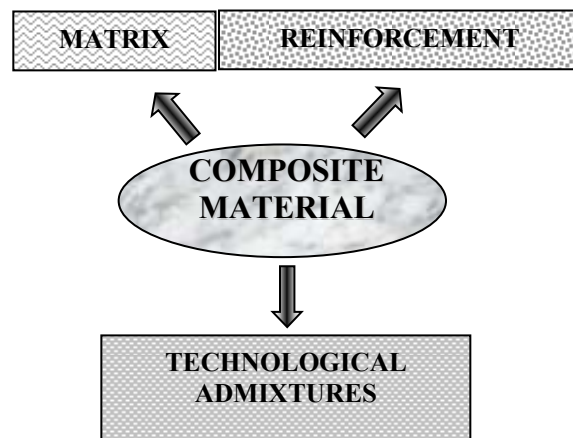 MATRIX
REINFORCEMENT
COMPOSITE
MATERIAL
TECHNOLOGICAL
ADMIXTURES